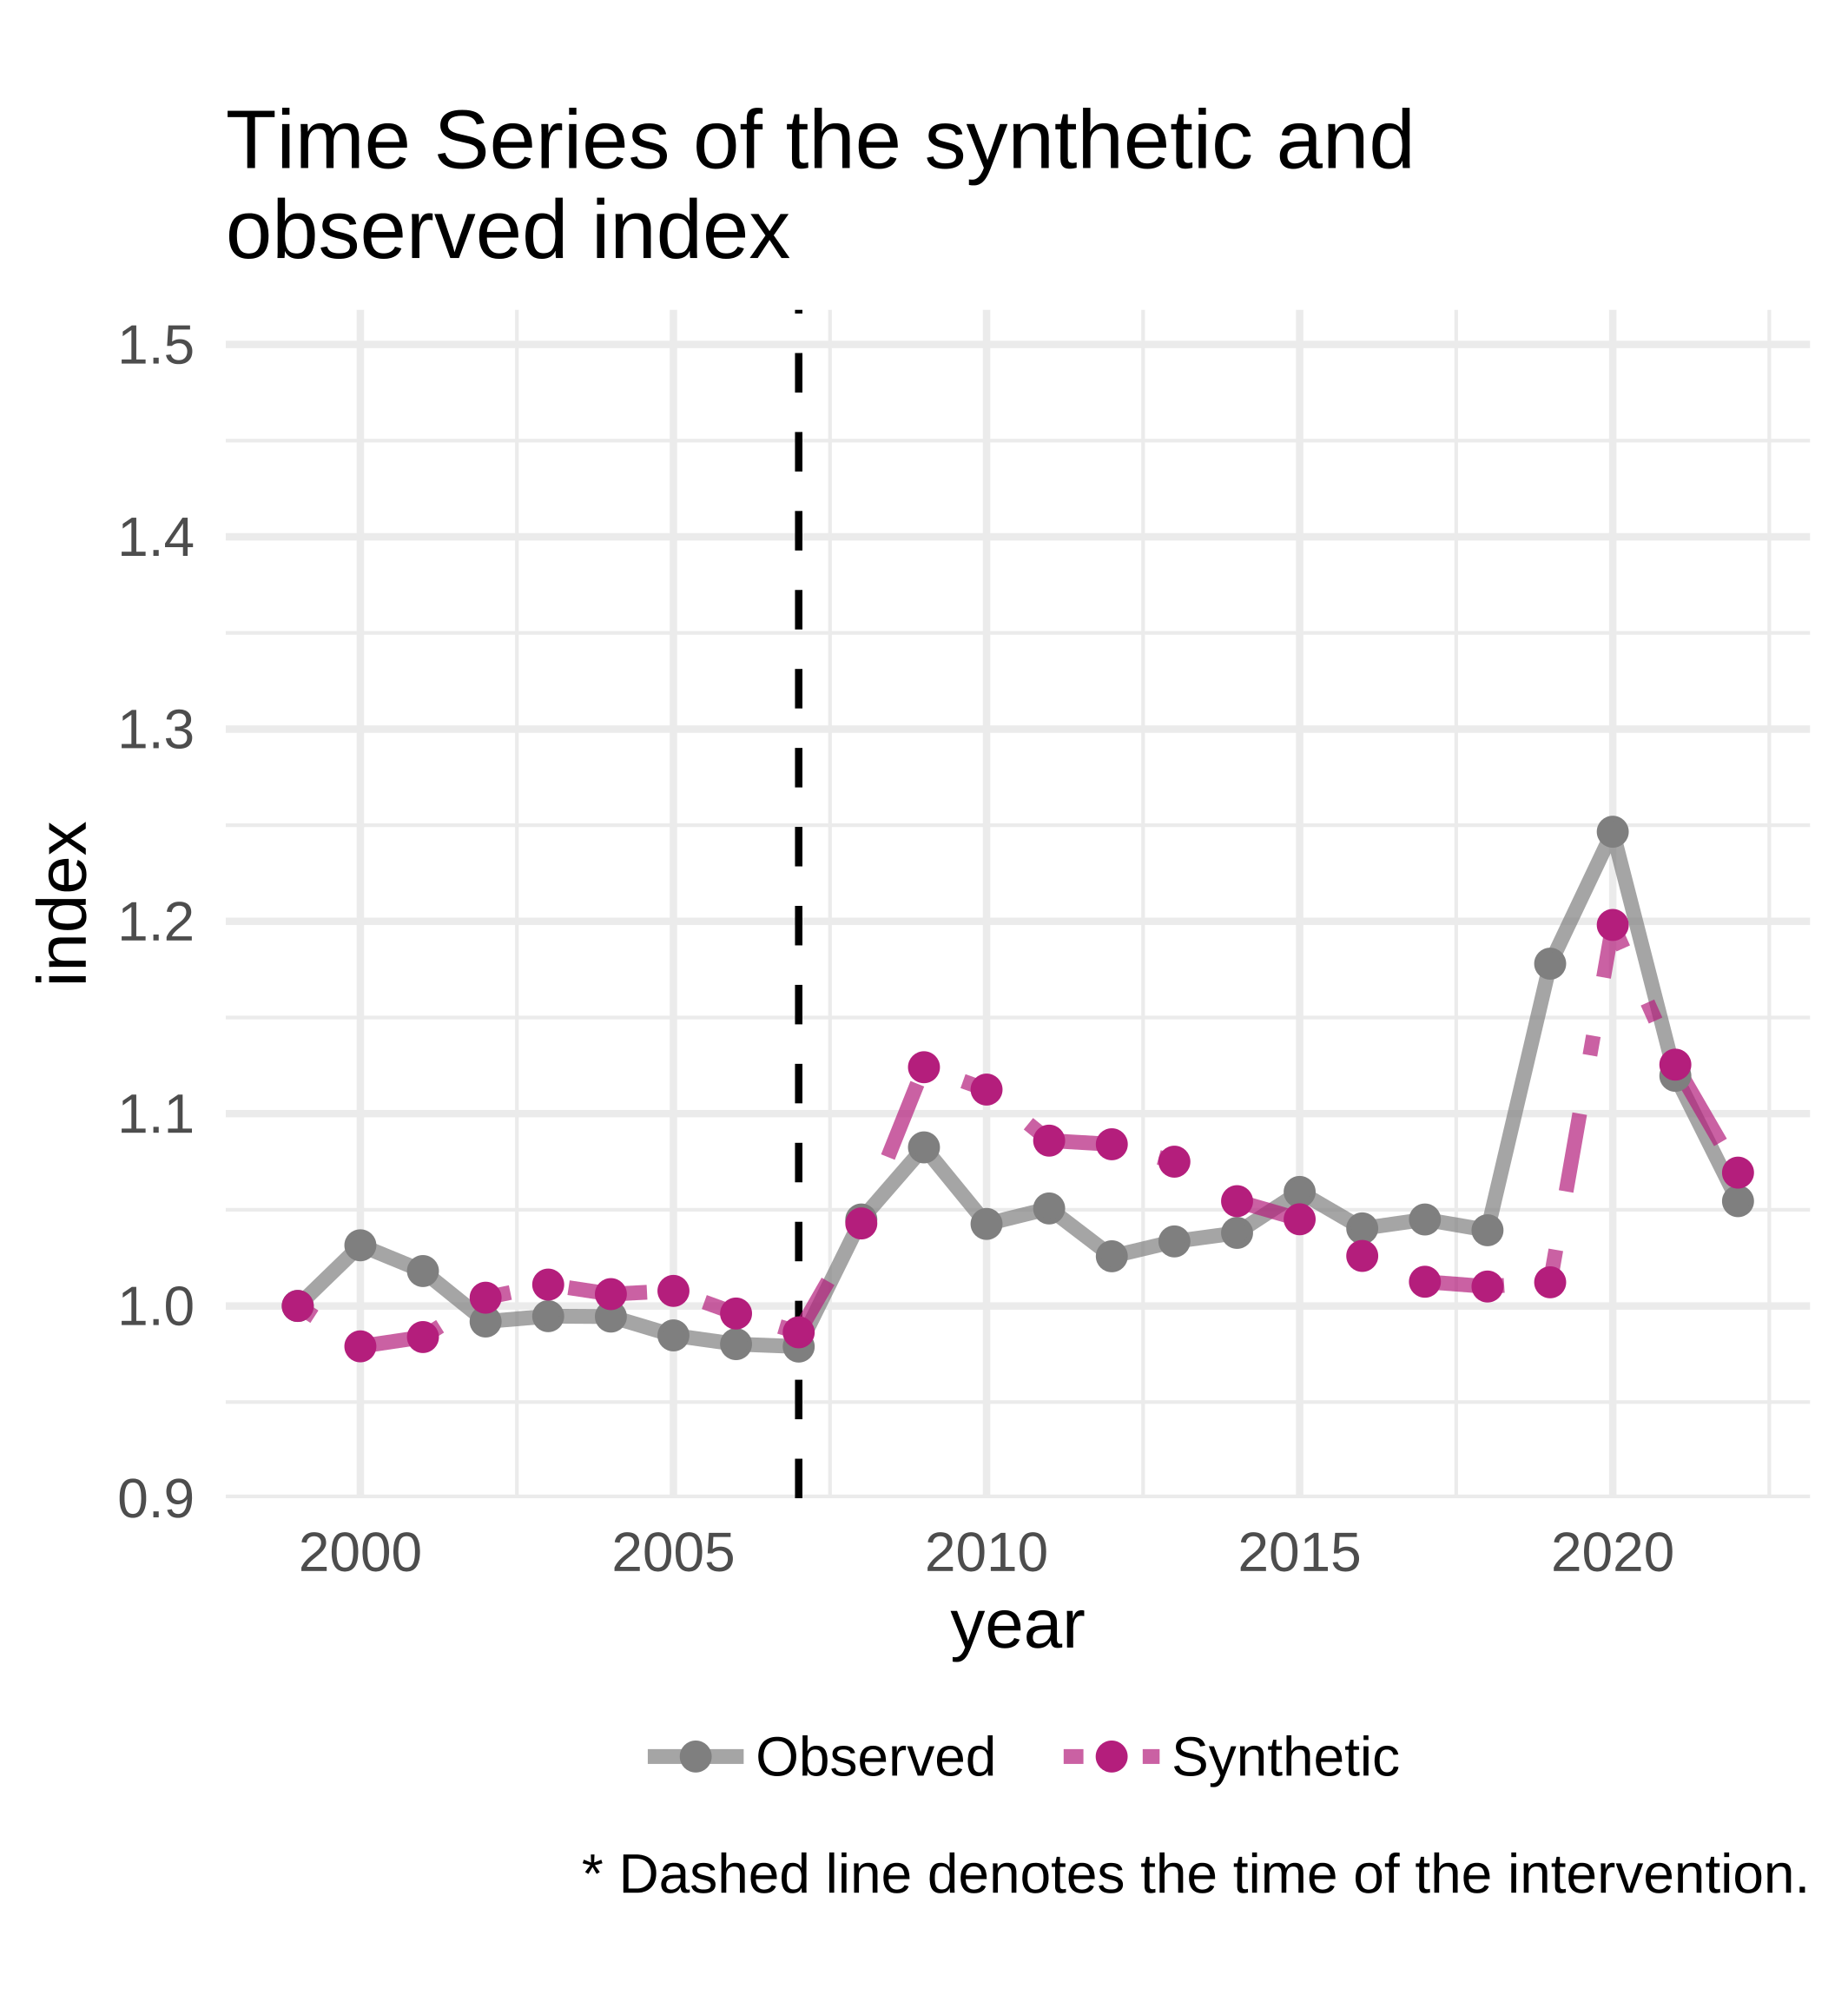 Time Series of the synthetic and
observed index
1.5
1.4
1.3
1.2
1.1
1.0
0.9
index
2000 2005 2010 2015 2020
year
Observed Synthetic
* Dashed line denotes the time of the intervention.